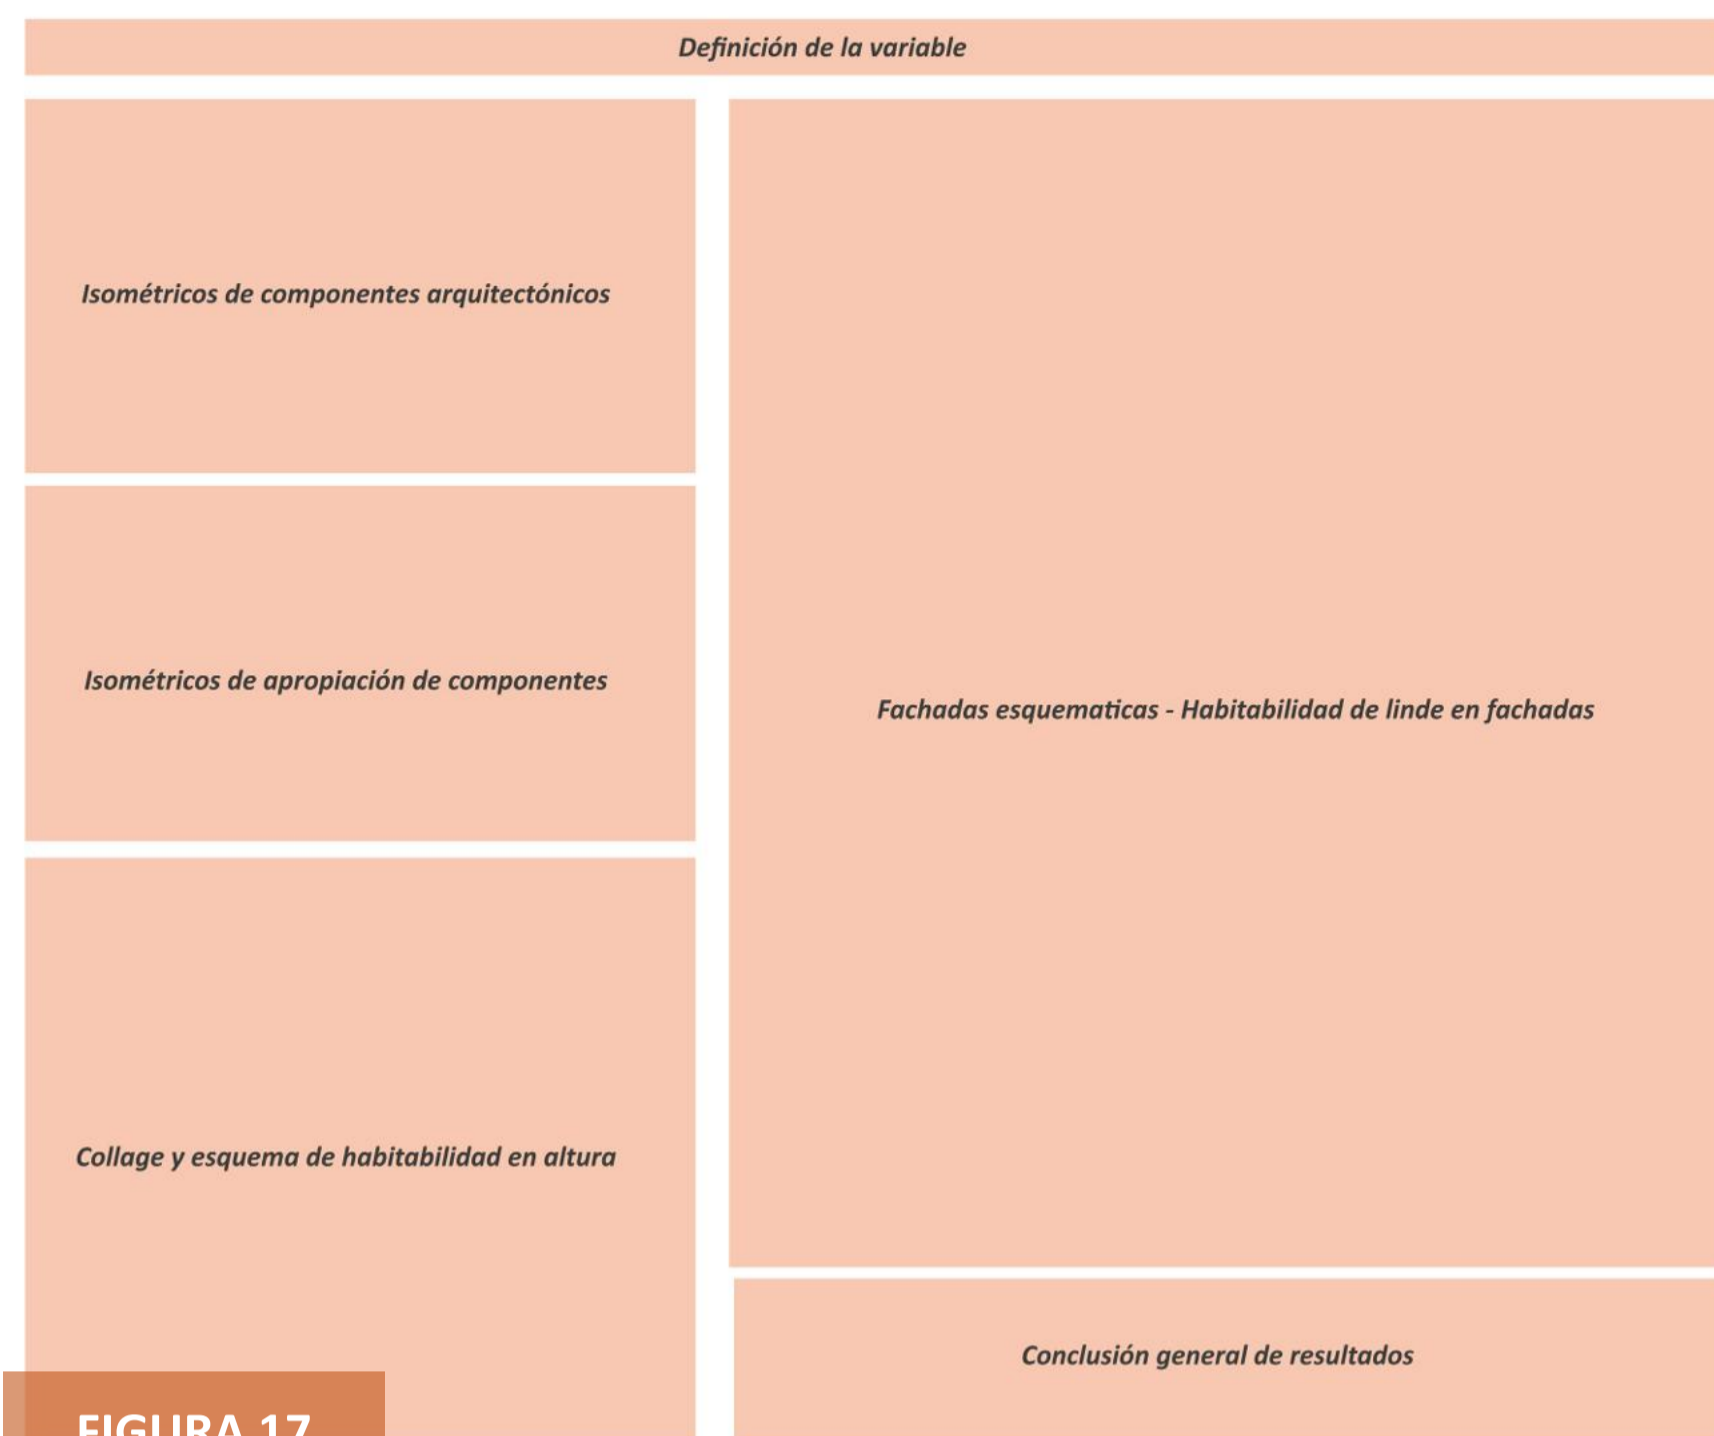 Definición de la variable
Isométricos de componentes arquitectónicos
Isométricos de apropiación de componentes
Collage y esquema de habitabilidad en altura
Fachadas esquematicas - Habitabilidad de linde en fachadas
Conclusión general de resultados
FIGURA 17